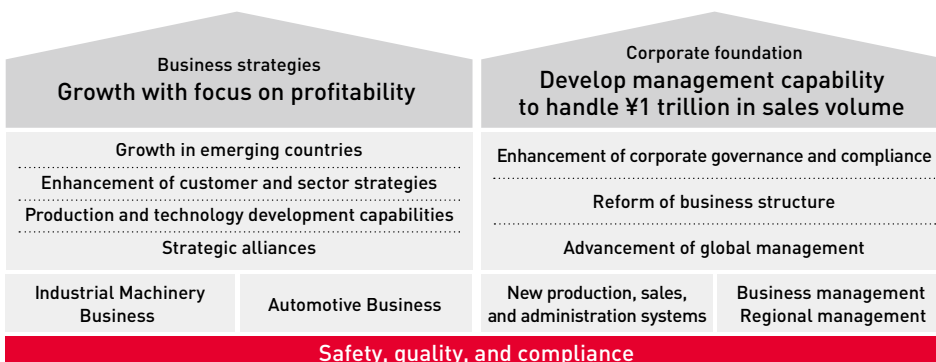 Business strategies
Growth with focus on profitability
Growth in emerging countries
Enhancement of customer and sector strategies
Production and technology development capabilities
Strategic alliances
Industrial Machinery
Business
Automotive Business
Corporate foundation
Develop management capability
to handle ¥1 trillion in sales volume
Enhancement of corporate governance and compliance
Reform of business structure
Advancement of global management
New production, sales,
and administration systems
Business management
Regional management
Safety, quality, and compliance